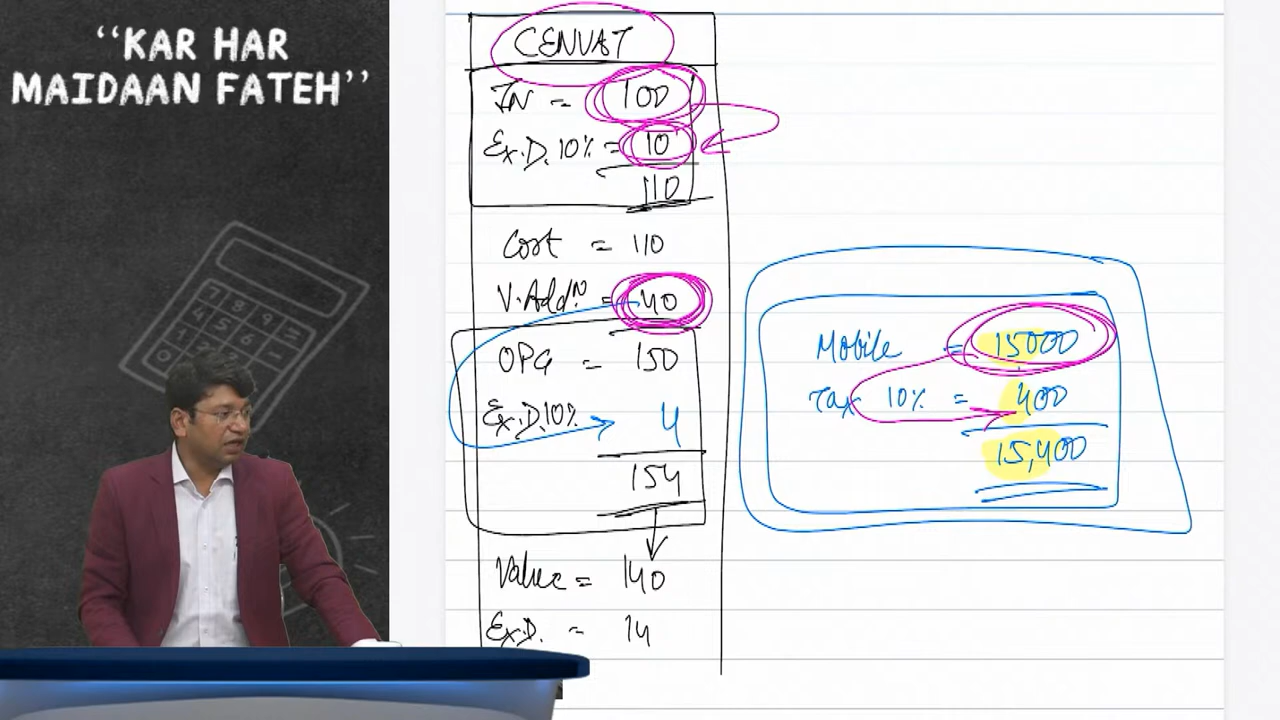 “KAR HAR
MAIDAAN FATEH”
CENVAT
IN = 100
Ex.D. 10% = 10
110
Cost = 110
V.Addn = 40
OPG = 150
Ex.D.10% 4
154
Value = 140
Ex.D. = 14
Mobile = 15000
Tax 10% = 400
15,400